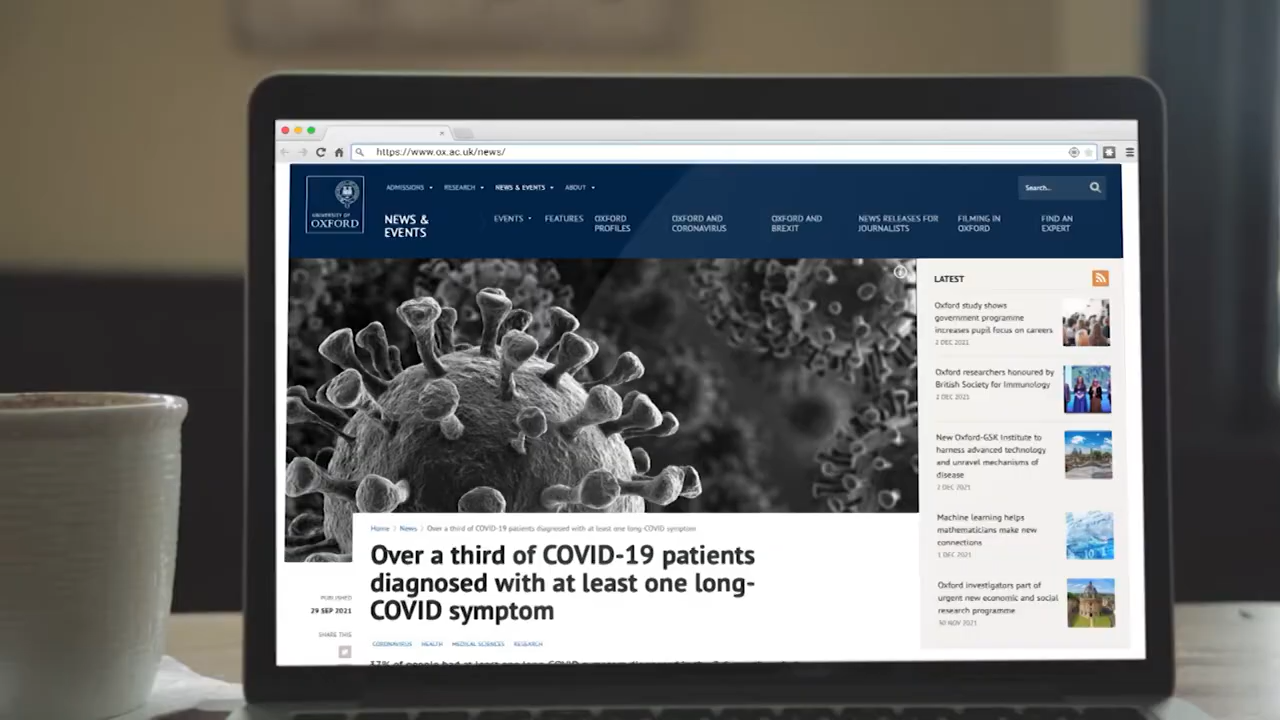 https://www.ox.ac.uk/news/
UNIVERSITY OF
OXFORD
ADMISSIONS RESEARCH NEWS & EVENTS ABOUT
Search..
NEWS &
EVENTS
EVENTS
FEATURES
OXFORD
PROFILES
OXFORD AND
CORONAVIRUS
OXFORD AND
BREXIT
NEWS RELEASES FOR
JOURNALISTS
FILMING IN
OXFORD
FIND AN
EXPERT
LATEST
Oxford study shows
government programme
increases pupil focus on careers
2 DEC 2021
Oxford researchers honoured by
British Society for Immunology
2 DEC 2021
New Oxford-GSK Institute to
harness advanced technology
and unravel mechanisms of
disease
2 DEC 2021
Machine learning helps
mathematicians make new
connections
1 DEC 2021
Oxford investigators part of
urgent new economic and social
research programme
30 NOV 2021
Home News Over a third of COVID-19 patients diagnosed with at least one long-COVID symptom
Over a third of COVID-19 patients
diagnosed with at least one long-
COVID symptom
PUBLISHED
29 SEP 2021
SHARE THIS
CORONAVIRUS HEALTH MEDICAL SCIENCES RESEARCH